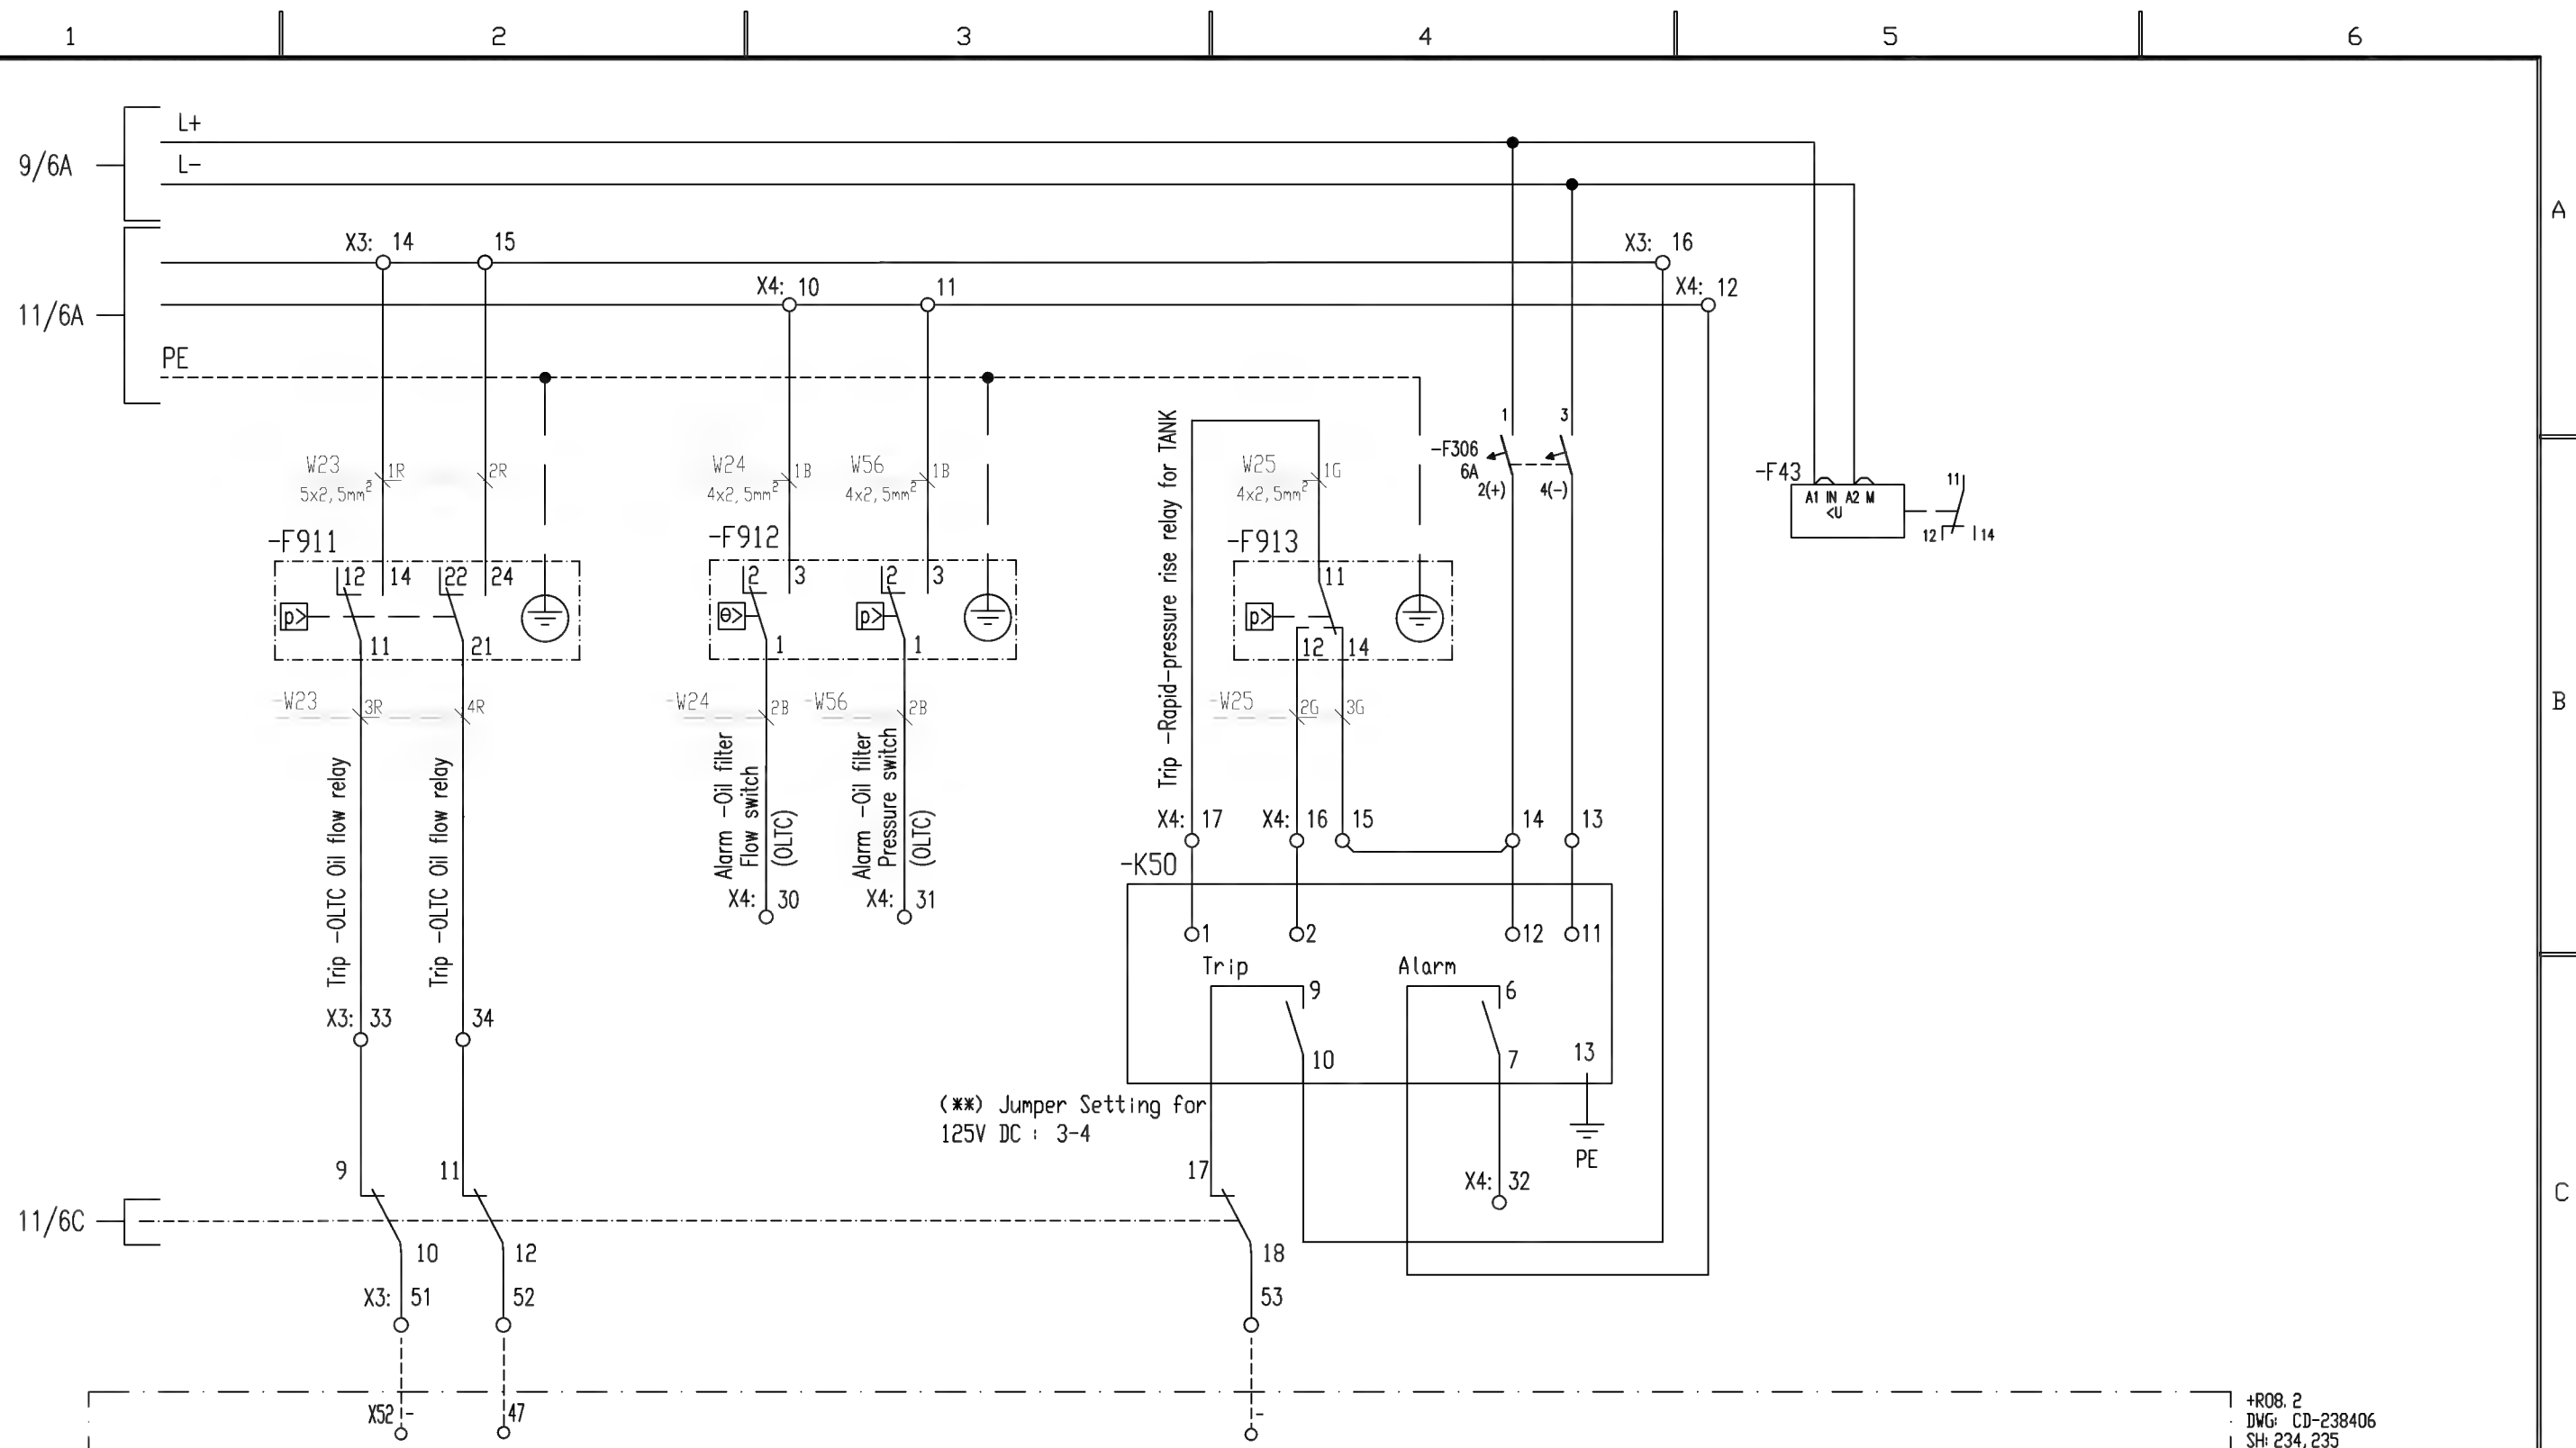 1 2 3 4 5 6
L+
9/6A L-
A
X3: 14 15 X3: 16
X4: 10 11 X4: 12
11/6A
PE
1 3
-F306
6A
2(+) 4(-)
W23 1R 2R W24 1B W56 1B W25 1G
5x2,5mm² 4x2,5mm² 4x2,5mm² 4x2,5mm²
-F43
A1 IN A2 M
<U
11
12 14
-F911 -F912 -F913
12 14 22 24 2 3 2 3 11
p> θ> p> p>
11 21 1 1 12 14
-W23 3R 4R -W24 2B -W56 2B -W25 2G 3G
B
Trip -OLTC Oil flow relay
Trip -OLTC Oil flow relay
Alarm -Oil filter
Flow switch
(OLTC)
Alarm -Oil filter
Pressure switch
(OLTC)
Trip -Rapid-pressure rise relay for TANK
X4: 17 X4: 16 15 14 13
-K50
X4: 30 X4: 31
1 2 12 11
Trip Alarm
9 6
X3: 33 34
10 7 13
(**) Jumper Setting for
125V DC : 3-4
PE
9 11 17 X4: 32
C
11/6C
10 12 18
X3: 51 52 53
X52 - 47 -
+R08.2
DWG: CD-238406
SH: 234,235